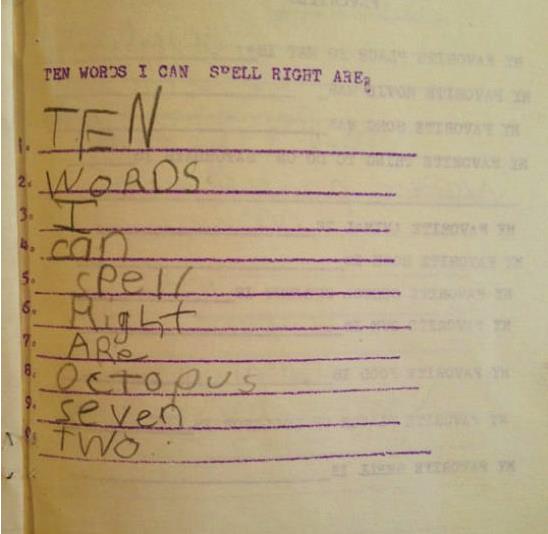 TEN WORDS I CAN SPELL RIGHT ARE:
1. TEN
2. WORDS
3. I
4. can
5. spell
6. Right
7. ARe
8. Octopus
9. seven
two